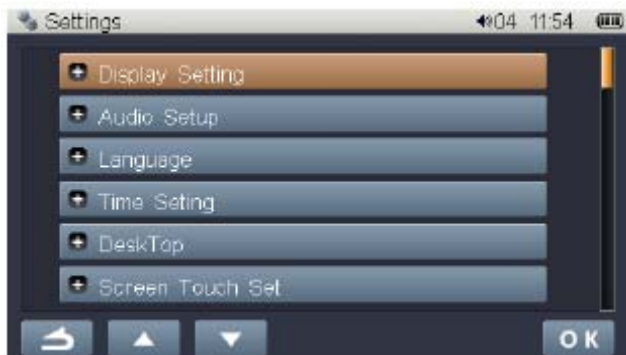 Settings 04 11:54
Display Setting
Audio Setup
Language
Time Seting
DeskTop
Screen Touch Set
OK